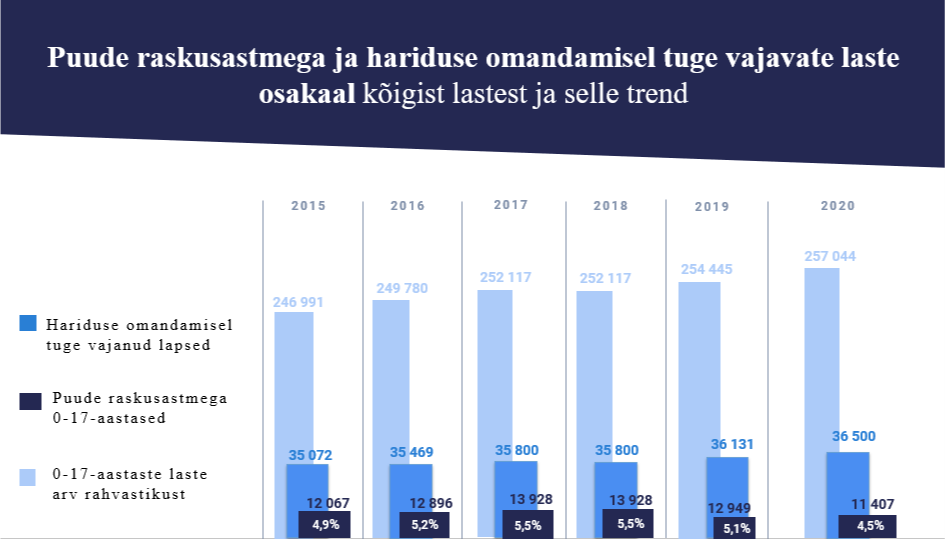 Puude raskusastmega ja hariduse omandamisel tuge vajavate laste
osakaal kõigist lastest ja selle trend
2015 2016 2017 2018 2019 2020
246 991 249 780 252 117 252 117 254 445 257 044
Hariduse omandamisel
tuge vajanud lapsed
Puude raskusastmega
0-17-aastased
0-17-aastaste laste
arv rahvastikust
35 072 35 469 35 800 35 800 36 131 36 500
12 067 12 896 13 928 13 928 12 949 11 407
4,9% 5,2% 5,5% 5,5% 5,1% 4,5%